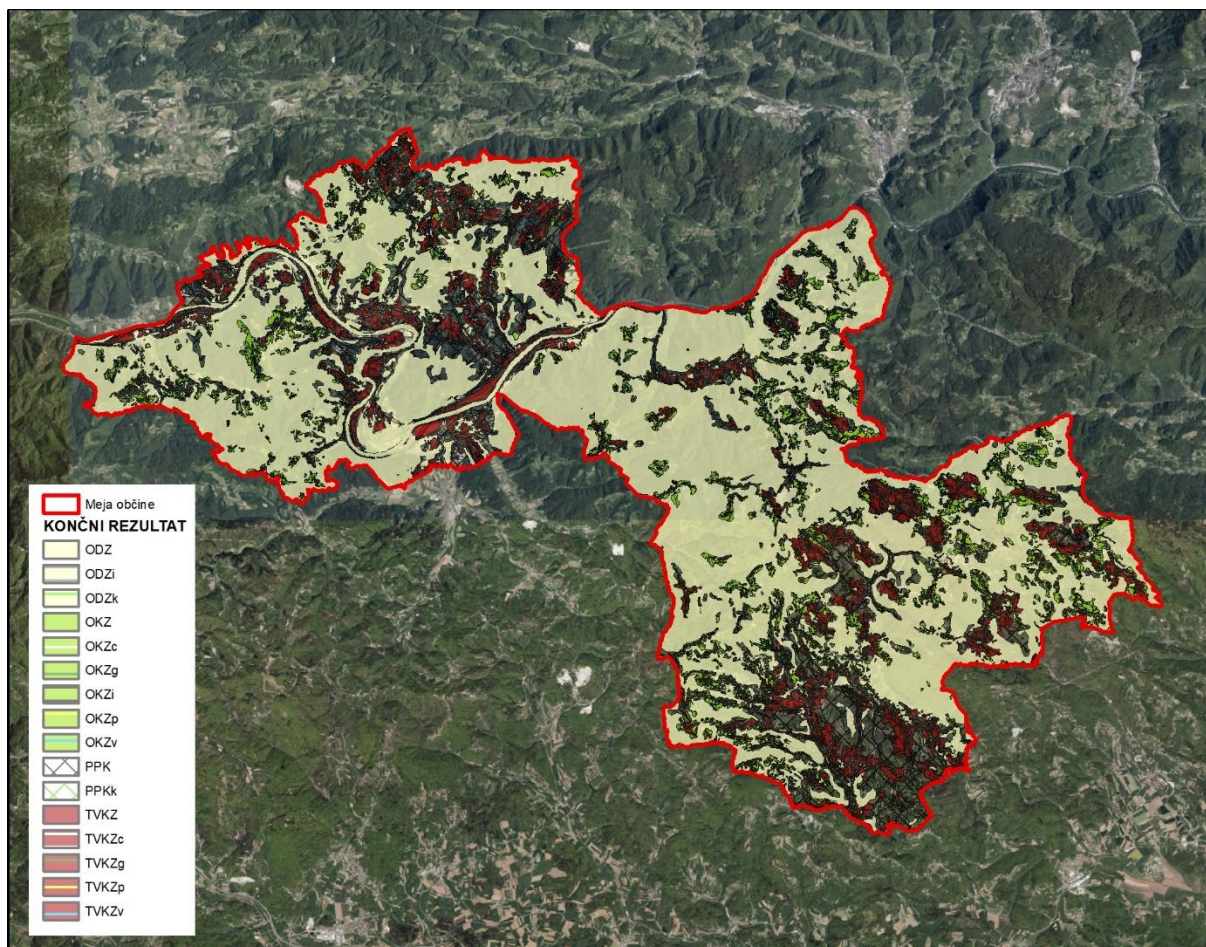 Meja občine
KONČNI REZULTAT
ODZ
ODZi
ODZk
OKZ
OKZc
OKZg
OKZi
OKZp
OKZv
PPK
PPKk
TVKZ
TVKZc
TVKZg
TVKZp
TVKZv